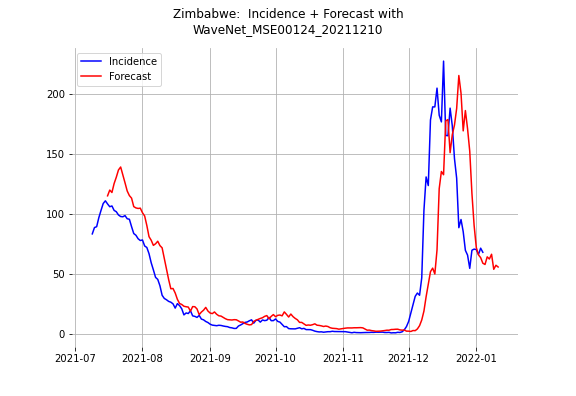 Zimbabwe:  Incidence + Forecast with
WaveNet_MSE00124_20211210
Incidence
Forecast
200
150
100
50
0
2021-07 2021-08 2021-09 2021-10 2021-11 2021-12 2022-01